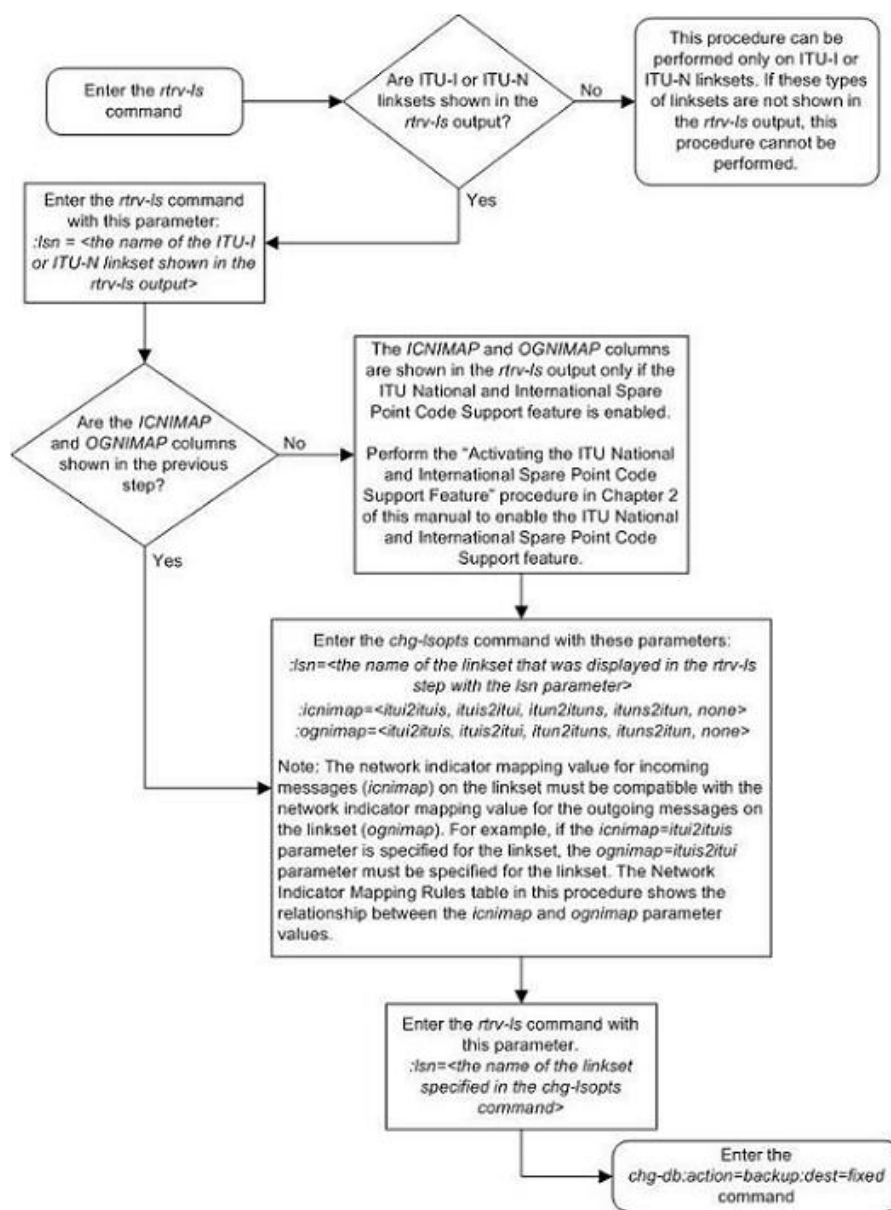 Enter the rtrv-ls
command
Are ITU-I or ITU-N
linksets shown in the
rtrv-ls output?
No
This procedure can be
performed only on ITU-I or
ITU-N linksets. If these types
of linksets are not shown in
the rtrv-ls output, this
procedure cannot be
performed.
Yes
Enter the rtrv-ls command
with this parameter:
:lsn = <the name of the ITU-I
or ITU-N linkset shown in the
rtrv-ls output>
Are the ICNIMAP
and OGNIMAP columns
shown in the previous
step?
No
The ICNIMAP and OGNIMAP columns
are shown in the rtrv-ls output only if the
ITU National and International Spare
Point Code Support feature is enabled.
Perform the “Activating the ITU National
and International Spare Point Code
Support Feature” procedure in Chapter 2
of this manual to enable the ITU National
and International Spare Point Code
Support feature.
Yes
Enter the chg-lsopts command with these parameters:
:lsn=<the name of the linkset that was displayed in the rtrv-ls
step with the lsn parameter>
:icnimap=<itui2ituis, ituis2itui, itun2ituns, ituns2itun, none>
:ognimap=<itui2ituis, ituis2itui, itun2ituns, ituns2itun, none>
Note: The network indicator mapping value for incoming
messages (icnimap) on the linkset must be compatible with the
network indicator mapping value for the outgoing messages on
the linkset (ognimap). For example, if the icnimap=itui2ituis
parameter is specified for the linkset, the ognimap=ituis2itui
parameter must be specified for the linkset. The Network
Indicator Mapping Rules table in this procedure shows the
relationship between the icnimap and ognimap parameter
values.
Enter the rtrv-ls command with
this parameter.
:lsn=<the name of the linkset
specified in the chg-lsopts
command>
Enter the
chg-db:action=backup:dest=fixed
command